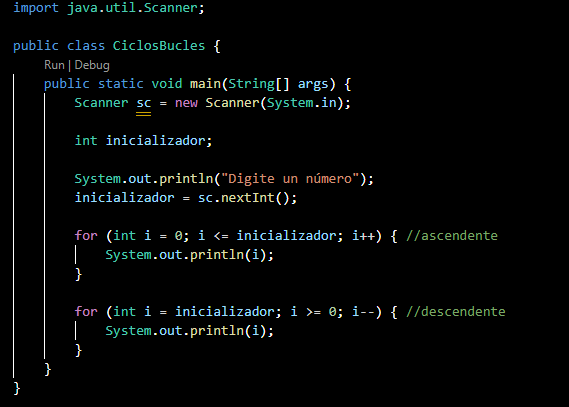 import java.util.Scanner;
public class CiclosBucles {
Run | Debug
public static void main(String[] args) {
Scanner sc = new Scanner(System.in);
int inicializador;
System.out.println("Digite un número");
inicializador = sc.nextInt();
for (int i = 0; i <= inicializador; i++) { //ascendente
System.out.println(i);
}
for (int i = inicializador; i >= 0; i--) { //descendente
System.out.println(i);
}
}
}